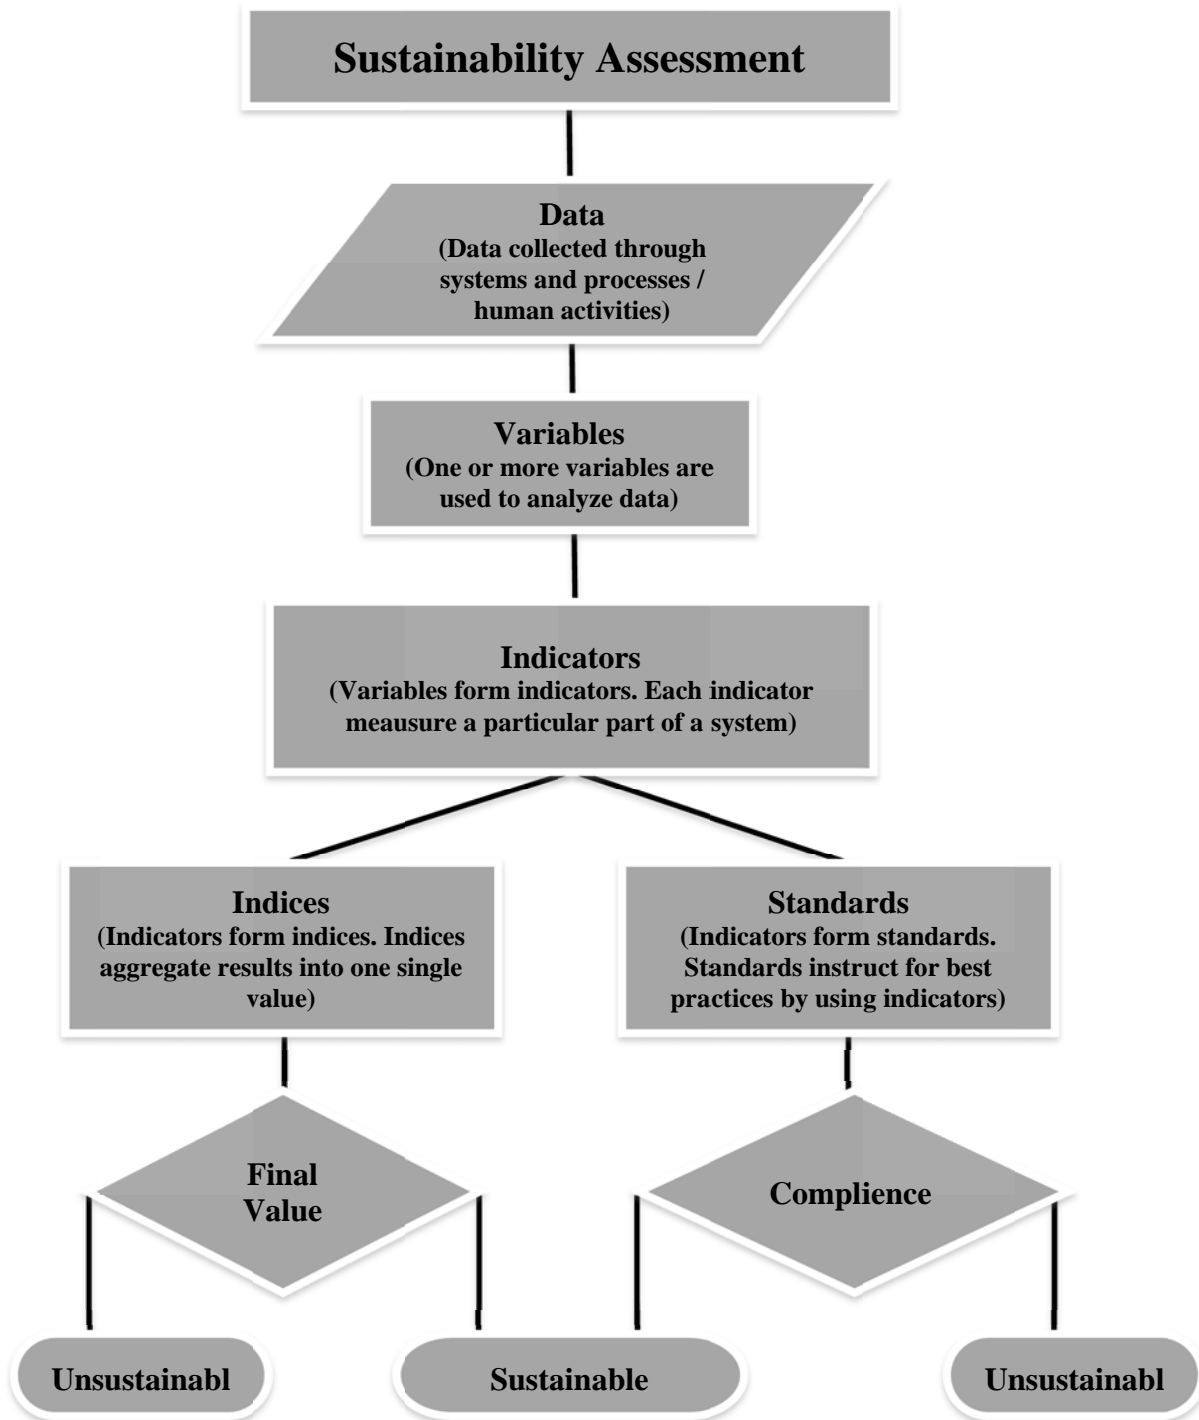 Sustainability Assessment
Data
(Data collected through
systems and processes /
human activities)
Variables
(One or more variables are
used to analyze data)
Indicators
(Variables form indicators. Each indicator
meausure a particular part of a system)
Indices
(Indicators form indices. Indices
aggregate results into one single
value)
Standards
(Indicators form standards.
Standards instruct for best
practices by using indicators)
Final
Value
Complience
Unsustainabl
Sustainable
Unsustainabl